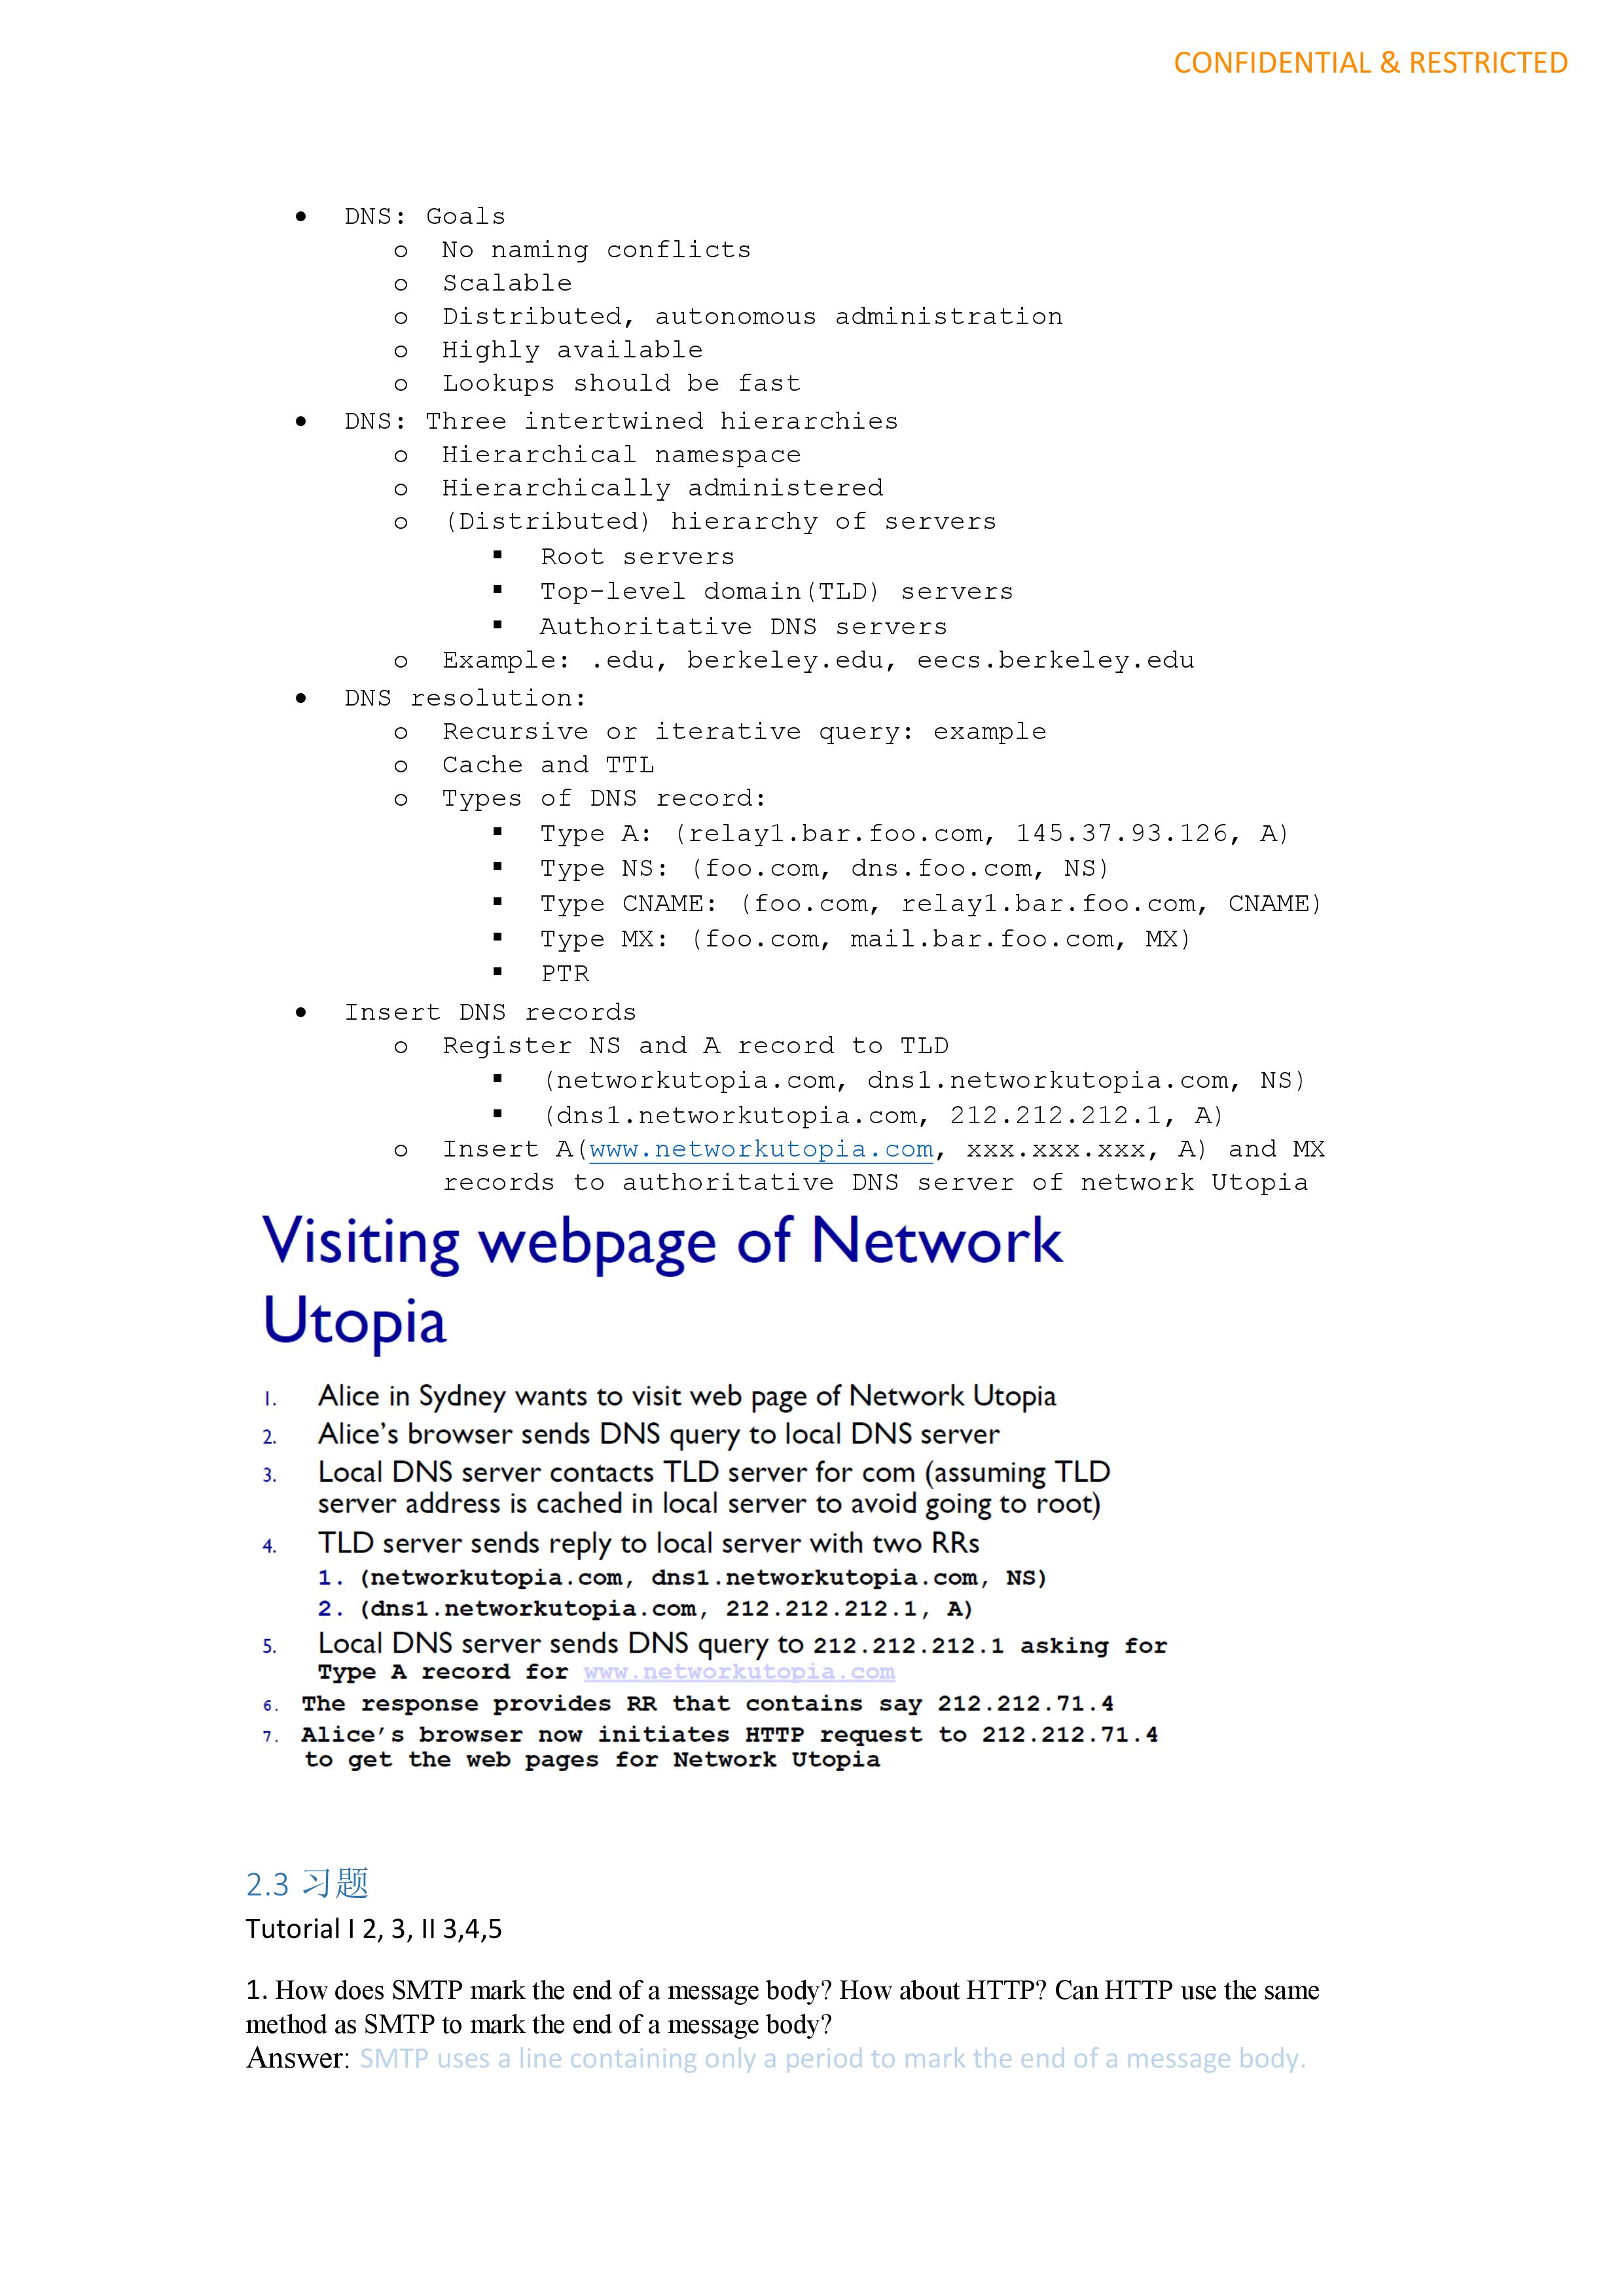 CONFIDENTIAL & RESTRICTED
• DNS: Goals
o No naming conflicts
o Scalable
o Distributed, autonomous administration
o Highly available
o Lookups should be fast
• DNS: Three intertwined hierarchies
o Hierarchical namespace
o Hierarchically administered
o (Distributed) hierarchy of servers
▪ Root servers
▪ Top-level domain(TLD) servers
▪ Authoritative DNS servers
o Example: .edu, berkeley.edu, eecs.berkeley.edu
• DNS resolution:
o Recursive or iterative query: example
o Cache and TTL
o Types of DNS record:
▪ Type A: (relay1.bar.foo.com, 145.37.93.126, A)
▪ Type NS: (foo.com, dns.foo.com, NS)
▪ Type CNAME: (foo.com, relay1.bar.foo.com, CNAME)
▪ Type MX: (foo.com, mail.bar.foo.com, MX)
▪ PTR
• Insert DNS records
o Register NS and A record to TLD
▪ (networkutopia.com, dns1.networkutopia.com, NS)
▪ (dns1.networkutopia.com, 212.212.212.1, A)
o Insert A(www.networkutopia.com, xxx.xxx.xxx, A) and MX
records to authoritative DNS server of network Utopia
Visiting webpage of Network
Utopia
1. Alice in Sydney wants to visit web page of Network Utopia
2. Alice's browser sends DNS query to local DNS server
3. Local DNS server contacts TLD server for com (assuming TLD
server address is cached in local server to avoid going to root)
4. TLD server sends reply to local server with two RRs
1. (networkutopia.com, dns1.networkutopia.com, NS)
2. (dns1.networkutopia.com, 212.212.212.1, A)
5. Local DNS server sends DNS query to 212.212.212.1 asking for
Type A record for www.networkutopia.com
6. The response provides RR that contains say 212.212.71.4
7. Alice's browser now initiates HTTP request to 212.212.71.4
to get the web pages for Network Utopia
2.3 习题
Tutorial I 2, 3, II 3,4,5
1. How does SMTP mark the end of a message body? How about HTTP? Can HTTP use the same
method as SMTP to mark the end of a message body?
Answer: SMTP uses a line containing only a period to mark the end of a message body.